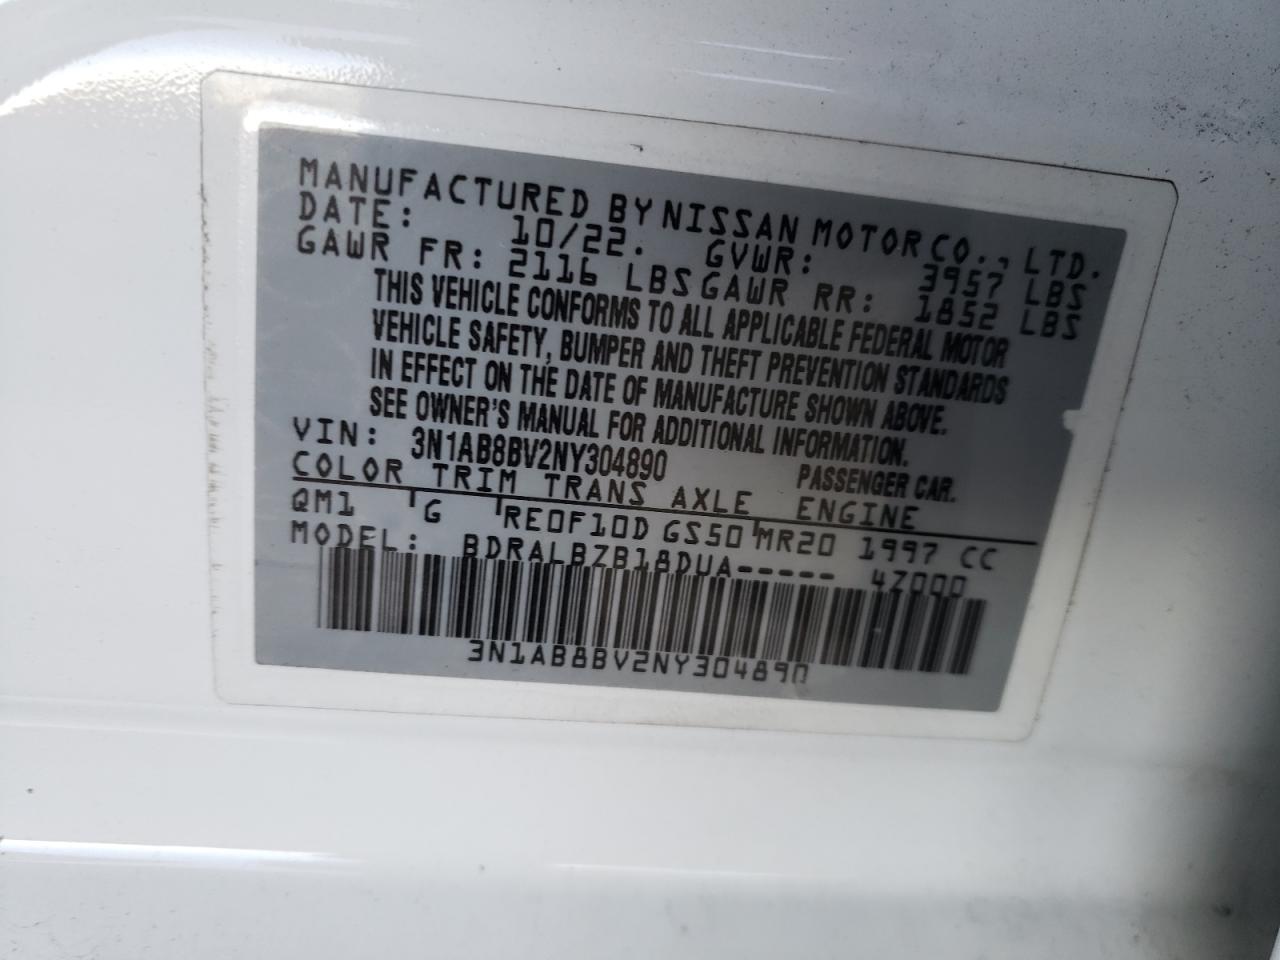 MANUFACTURED BY NISSAN MOTOR CO., LTD.
DATE: 10/22. GVWR: 3957 LBS
GAWR FR: 2116 LBS GAWR RR: 1852 LBS
THIS VEHICLE CONFORMS TO ALL APPLICABLE FEDERAL MOTOR
VEHICLE SAFETY, BUMPER AND THEFT PREVENTION STANDARDS
IN EFFECT ON THE DATE OF MANUFACTURE SHOWN ABOVE.
SEE OWNER'S MANUAL FOR ADDITIONAL INFORMATION.
VIN: 3N1AB8BV2NY304890 PASSENGER CAR.
COLOR TRIM TRANS AXLE ENGINE
QM1 G RE0F10D GS50 MR20 1997 CC
MODEL: BDRALBZB18DUA----- 4Z000
3N1AB8BV2NY304890